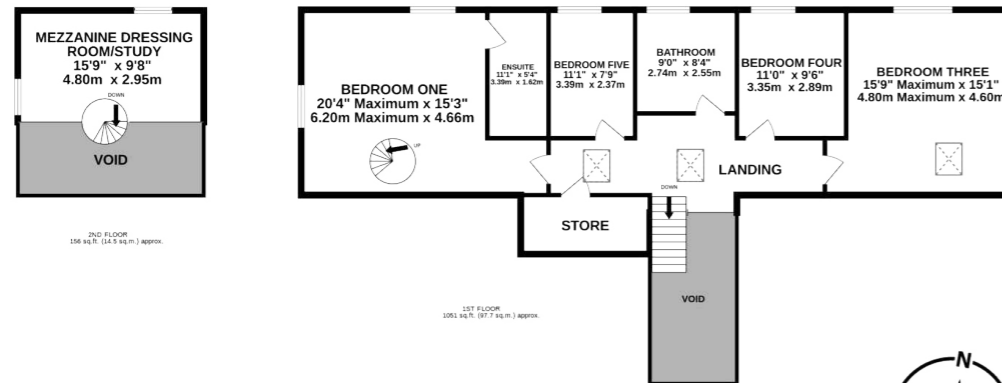 MEZZANINE DRESSING
ROOM/STUDY
15'9" x 9'8"
4.80m x 2.95m
DOWN
VOID
2ND FLOOR
156 sq.ft. (14.5 sq.m.) approx.
BEDROOM ONE
20'4" Maximum x 15'3"
6.20m Maximum x 4.66m
UP
ENSUITE
11'1" x 5'4"
3.39m x 1.62m
BEDROOM FIVE
11'1" x 7'9"
3.39m x 2.37m
BATHROOM
9'0" x 8'4"
2.74m x 2.55m
BEDROOM FOUR
11'0" x 9'6"
3.35m x 2.89m
BEDROOM THREE
15'9" Maximum x 15'1"
4.80m Maximum x 4.60m
LANDING
DOWN
STORE
VOID
1ST FLOOR
1051 sq.ft. (97.7 sq.m.) approx.
N